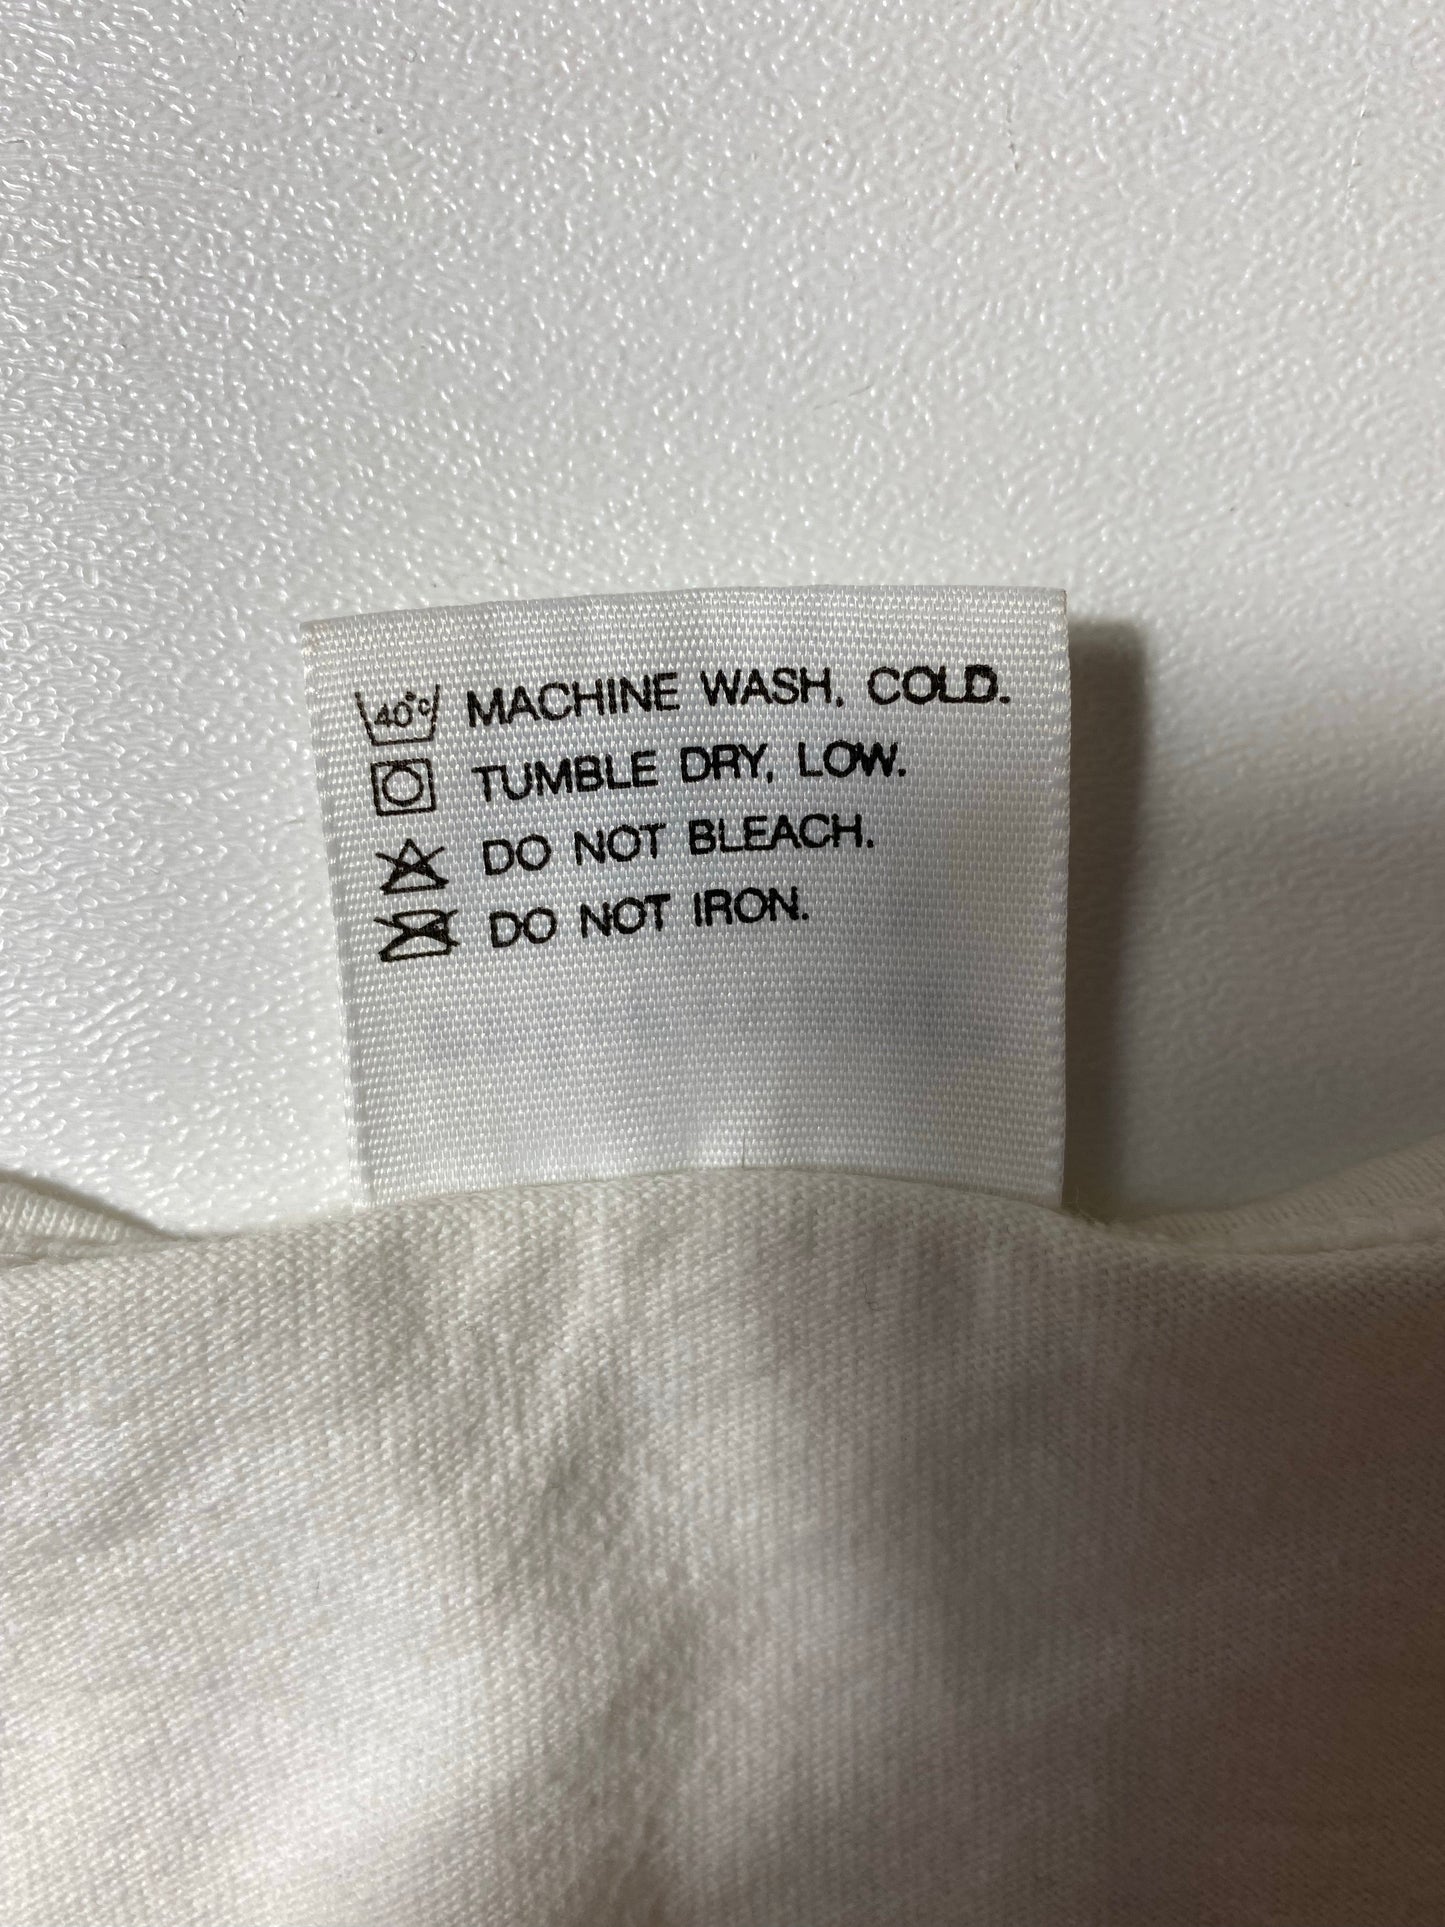 40°C MACHINE WASH, COLD.
TUMBLE DRY, LOW.
DO NOT BLEACH.
DO NOT IRON.